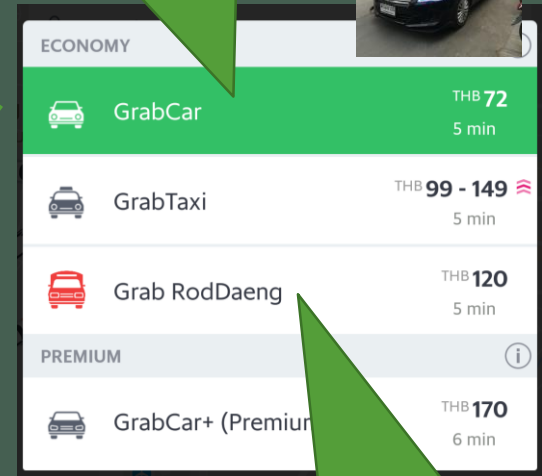 ECONOMY
GrabCar
THB 72
5 min
GrabTaxi
THB 99 - 149
5 min
Grab RodDaeng
THB 120
5 min
PREMIUM
i
GrabCar+ (Premiu
THB 170
6 min